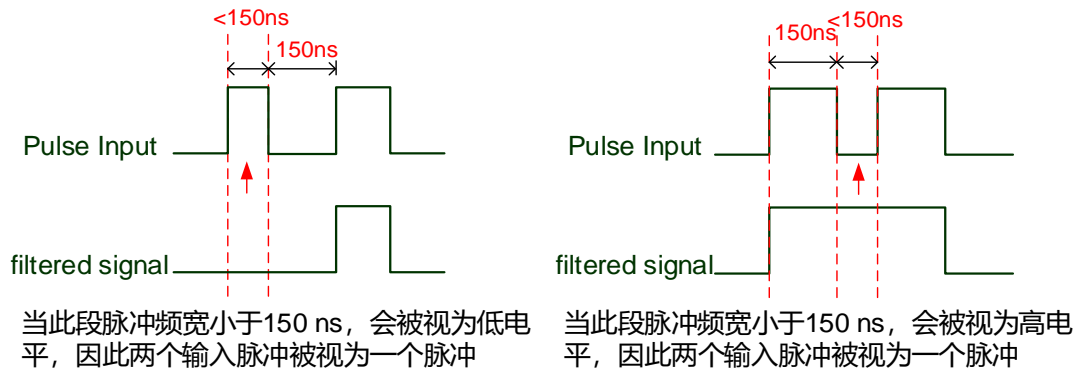 <150ns
150ns
Pulse Input
filtered signal
当此段脉冲频宽小于150 ns，会被视为低电
平，因此两个输入脉冲被视为一个脉冲
<150ns
150ns
Pulse Input
filtered signal
当此段脉冲频宽小于150 ns，会被视为高电
平，因此两个输入脉冲被视为一个脉冲